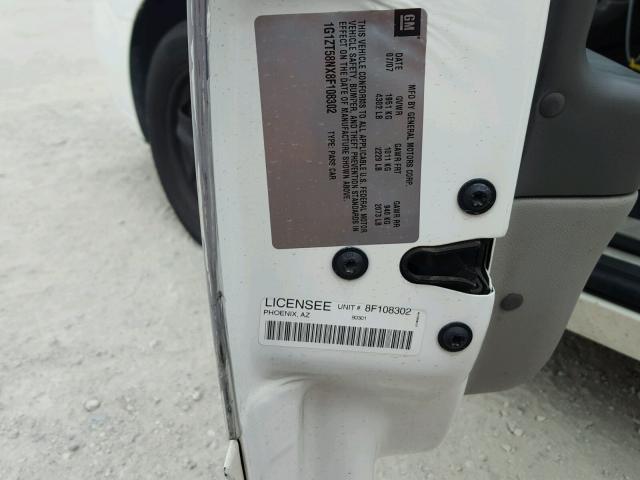 GM
MFD BY GENERAL MOTORS CORP.
DATE GVWR GAWR FRT GAWR RR
07/07 1951 KG 1011 KG 940 KG
4302 LB 2229 LB 2073 LB
THIS VEHICLE CONFORMS TO ALL APPLICABLE U.S. FEDERAL MOTOR
VEHICLE SAFETY, BUMPER, AND THEFT PREVENTION STANDARDS IN
EFFECT ON THE DATE OF MANUFACTURE SHOWN ABOVE.
1G1ZT58NX8F108302 TYPE: PASS CAR
LICENSEE UNIT # 8F108302
PHOENIX, AZ 90301